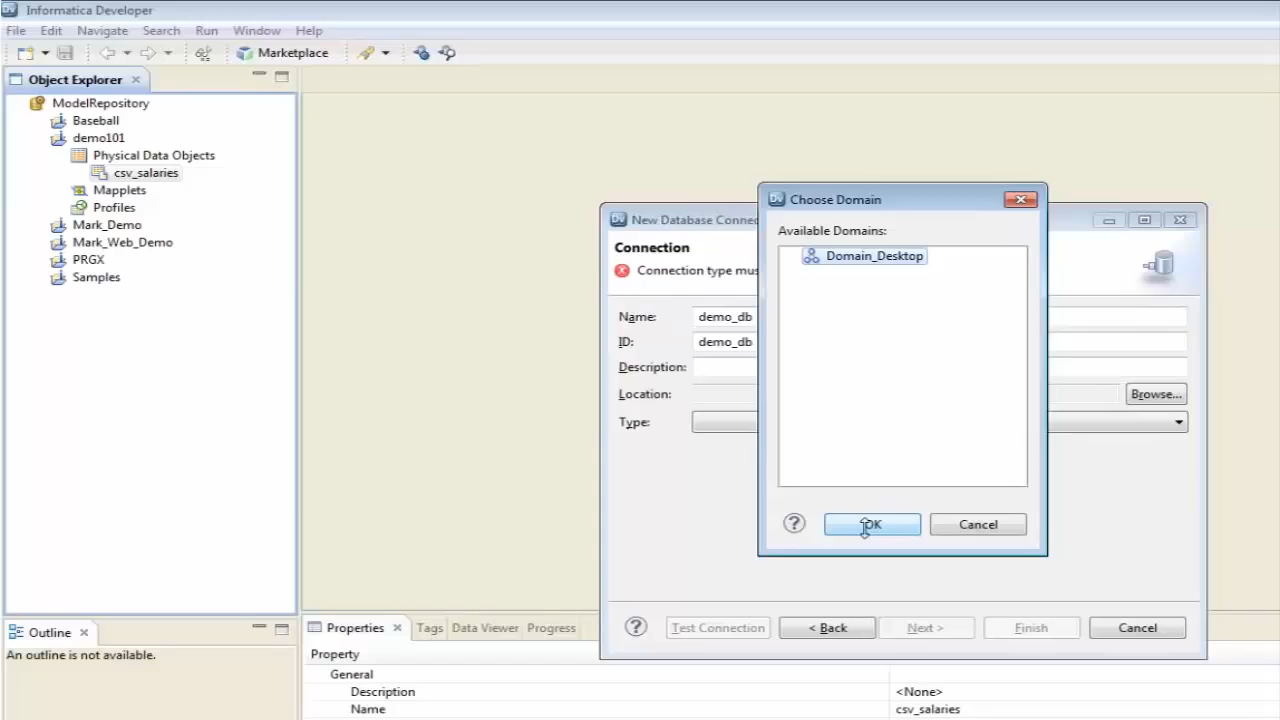 Informatica Developer
File Edit Navigate Search Run Window Help
Marketplace
Object Explorer
ModelRepository
Baseball
demo101
Physical Data Objects
csv_salaries
Mapplets
Profiles
Mark_Demo
Mark_Web_Demo
PRGX
Samples
New Database Connec
Connection
Connection type mus
Name: demo_db
ID: demo_db
Description:
Location: Browse...
Type:
Test Connection < Back Next > Finish Cancel
Choose Domain
Available Domains:
Domain_Desktop
OK Cancel
Outline
An outline is not available.
Properties Tags Data Viewer Progress
Property
General
Description <None>
Name csv_salaries